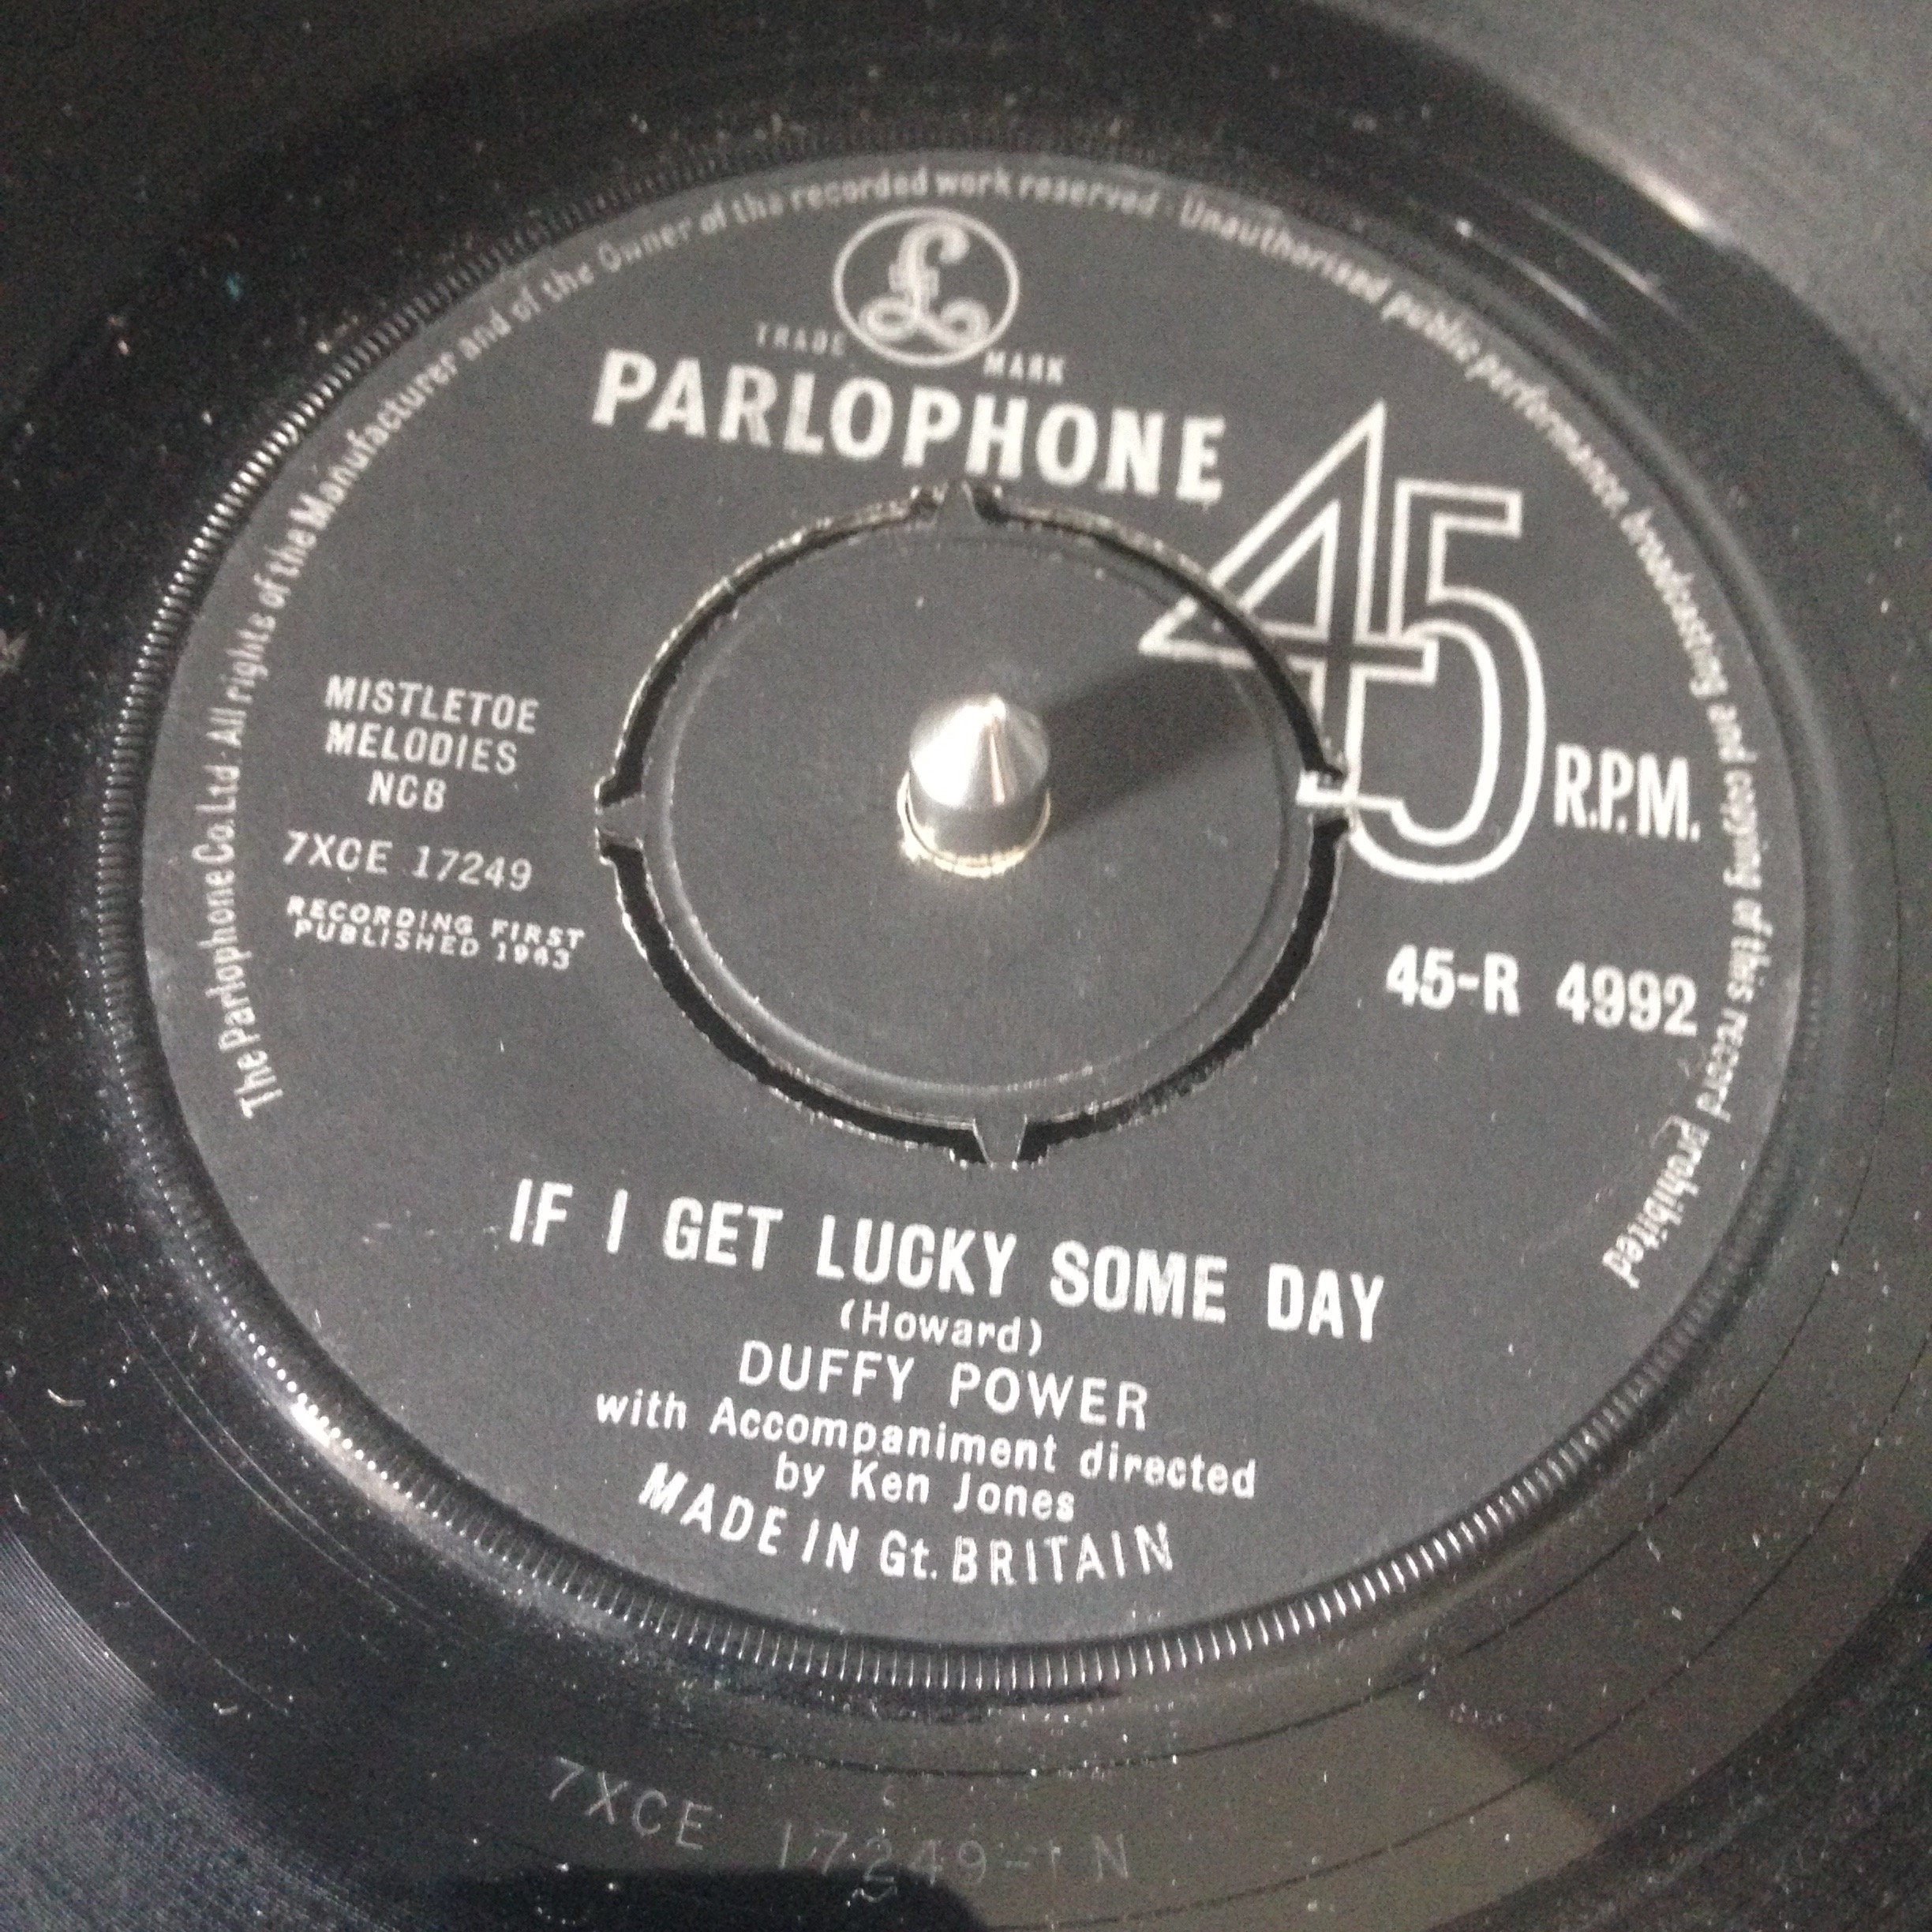 The Parlophone Co. Ltd · All rights of the Manufacturer and of the Owner of the recorded work reserved · Unauthorised public performance, broadcasting and copying of this record prohibited
£
TRADE MARK
PARLOPHONE
45 R.P.M.
MISTLETOE
MELODIES
NCB
7XCE 17249
RECORDING FIRST
PUBLISHED 1963
45-R 4992
IF I GET LUCKY SOME DAY
(Howard)
DUFFY POWER
with Accompaniment directed
by Ken Jones
MADE IN Gt. BRITAIN
7XCE 17249-1 N